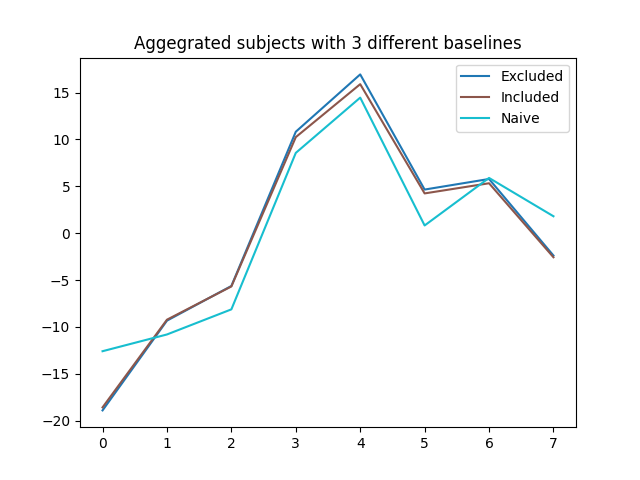 Aggegrated subjects with 3 different baselines
Excluded
Included
Naive
15
10
5
0
−5
−10
−15
−20
0 1 2 3 4 5 6 7